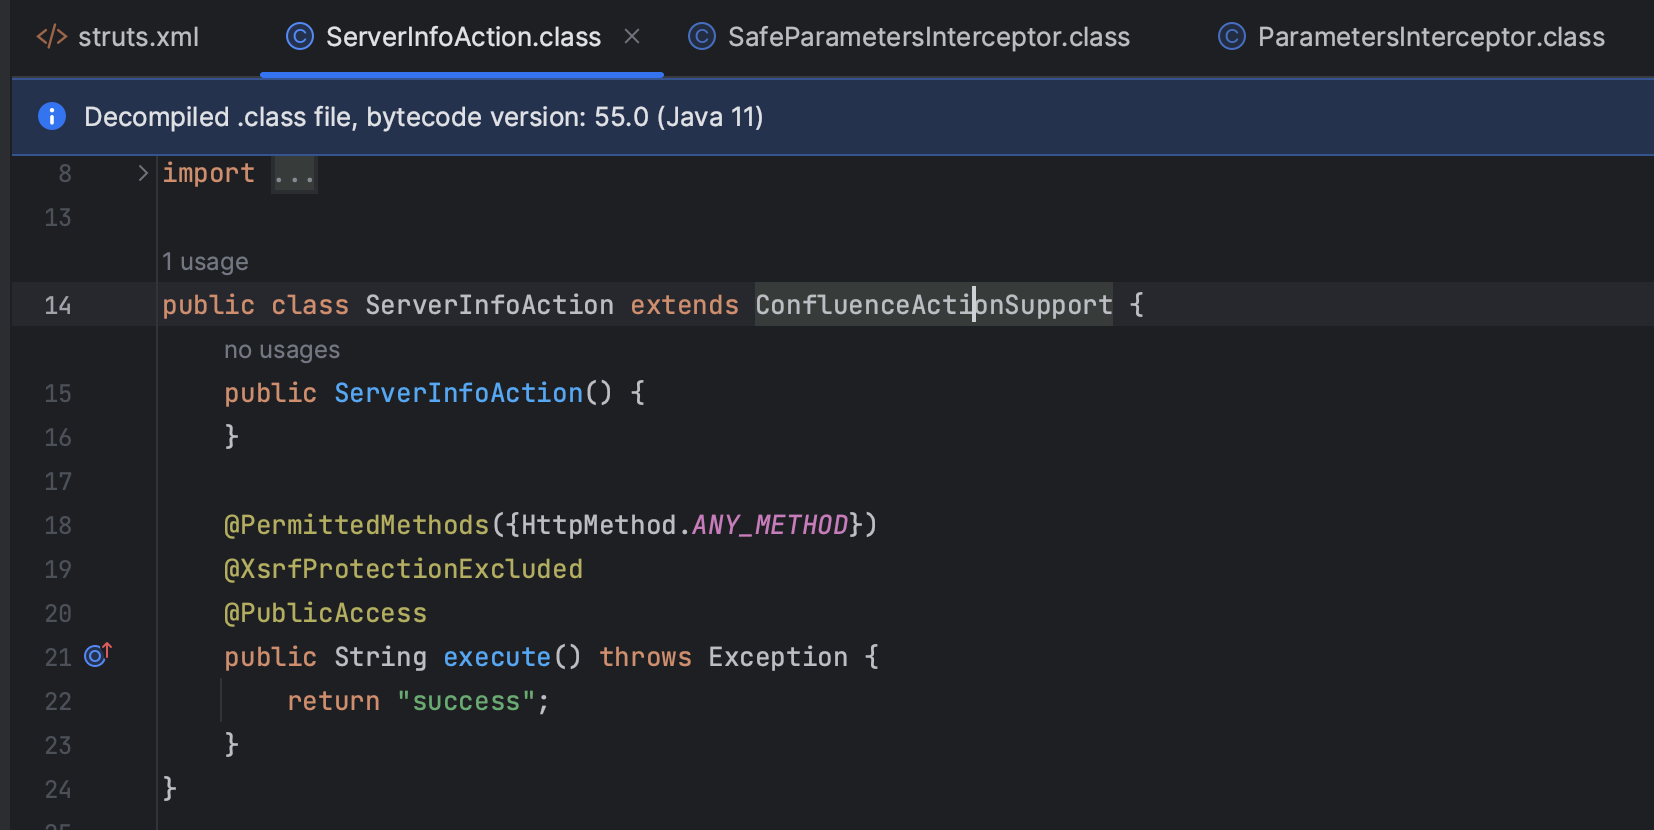 struts.xml ServerInfoAction.class SafeParametersInterceptor.class ParametersInterceptor.class
Decompiled .class file, bytecode version: 55.0 (Java 11)
8 import ...
13
1 usage
14 public class ServerInfoAction extends ConfluenceActionSupport {
no usages
15 public ServerInfoAction() {
16 }
17
18 @PermittedMethods({HttpMethod.ANY_METHOD})
19 @XsrfProtectionExcluded
20 @PublicAccess
21 public String execute() throws Exception {
22 return "success";
23 }
24 }